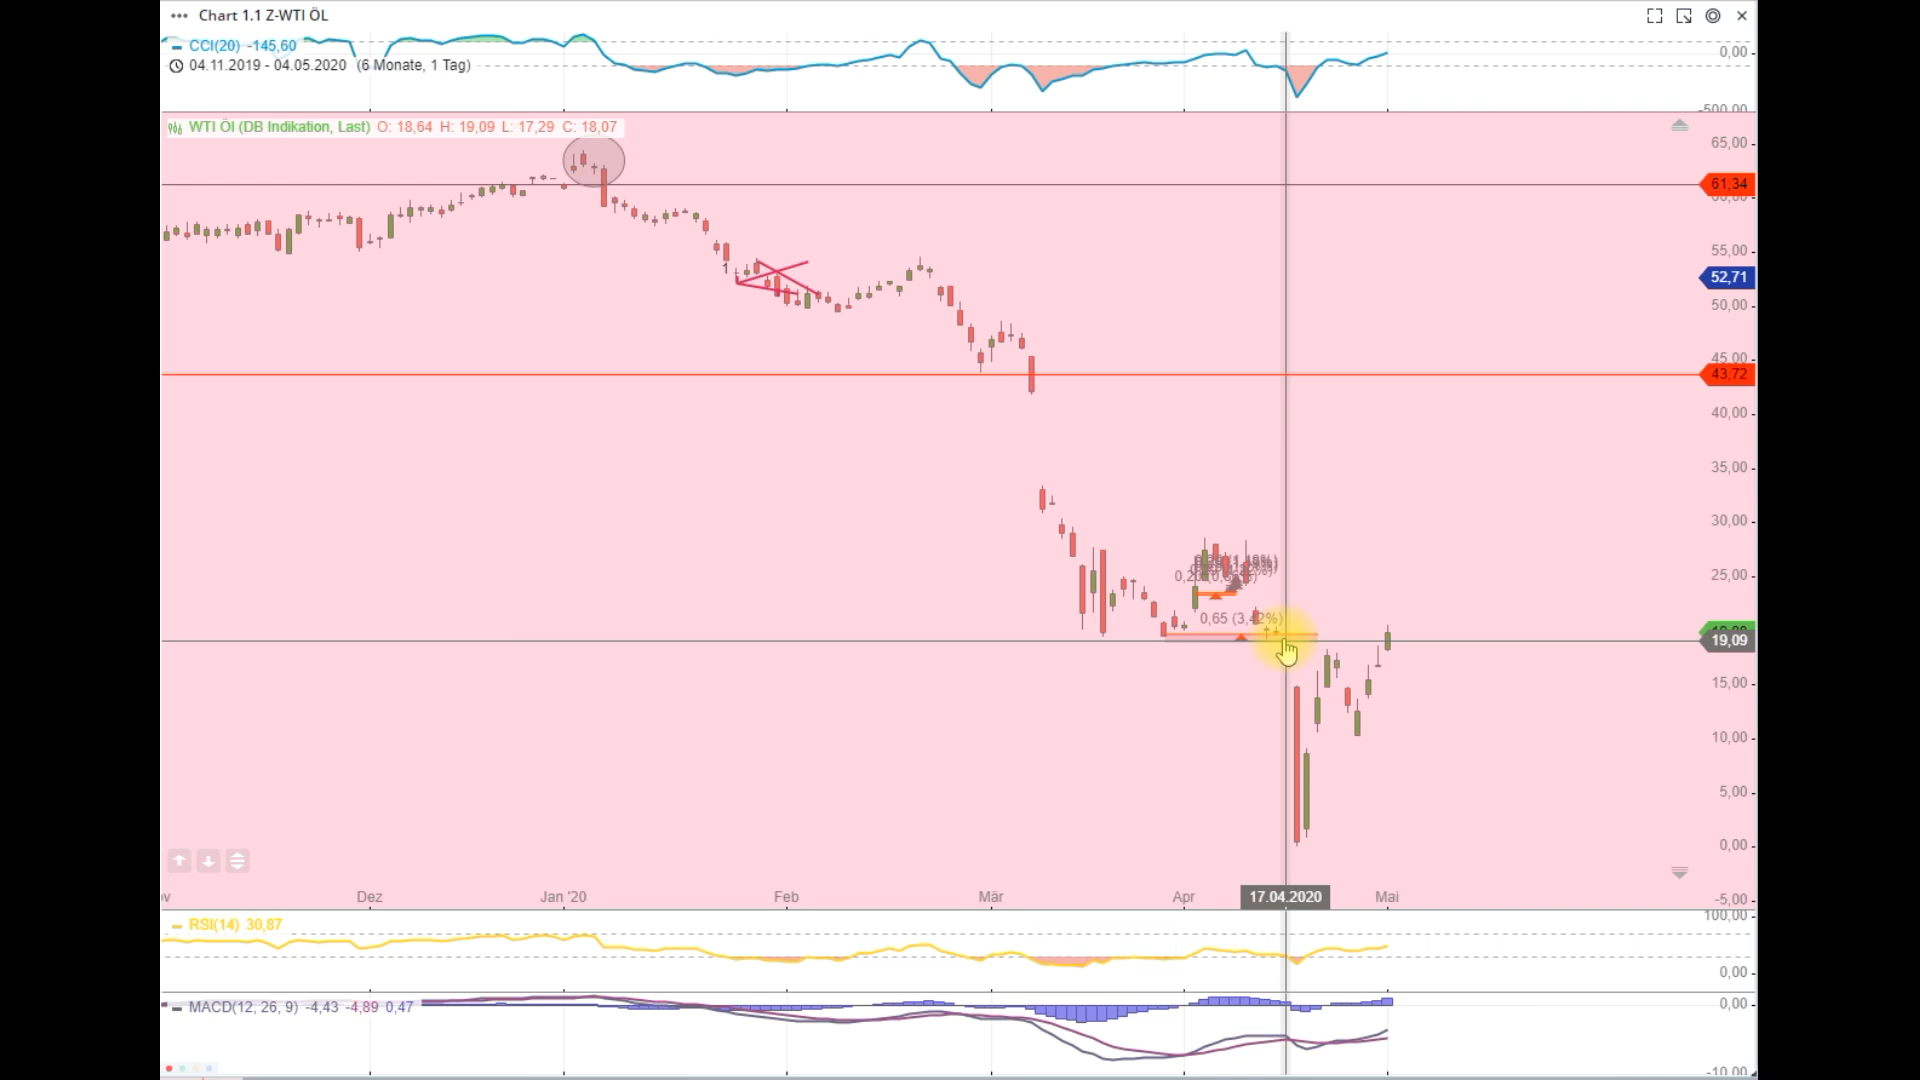 Chart 1.1 Z-WTI ÖL
CCI(20) -145,60
04.11.2019 - 04.05.2020 (6 Monate, 1 Tag)
0,00
-500,00
WTI Öl (DB Indikation, Last) O: 18,64 H: 19,09 L: 17,29 C: 18,07
65,00
61,34
60,00
55,00
52,71
50,00
45,00
43,72
40,00
35,00
30,00
25,00
0,65 (3,42%)
19,09
15,00
10,00
5,00
0,00
-5,00
1
Dez
Jan '20
Feb
Mär
Apr
17.04.2020
Mai
RSI(14) 30,87
100,00
0,00
MACD(12, 26, 9) -4,43 -4,89 0,47
0,00
-10,00